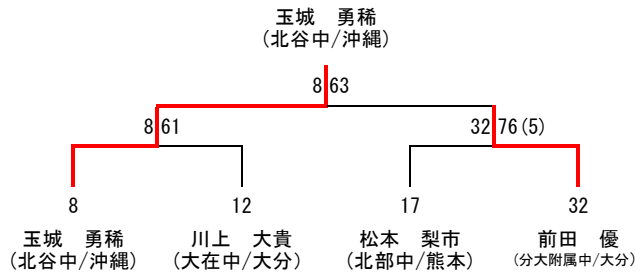 玉城　勇稀
(北谷中/沖縄)
8 63
8 61
32 76(5)
8 12 17 32
玉城　勇稀 川上　大貴 松本　梨市 前田　優
(北谷中/沖縄) (大在中/大分) (北部中/熊本) (分大附属中/大分)